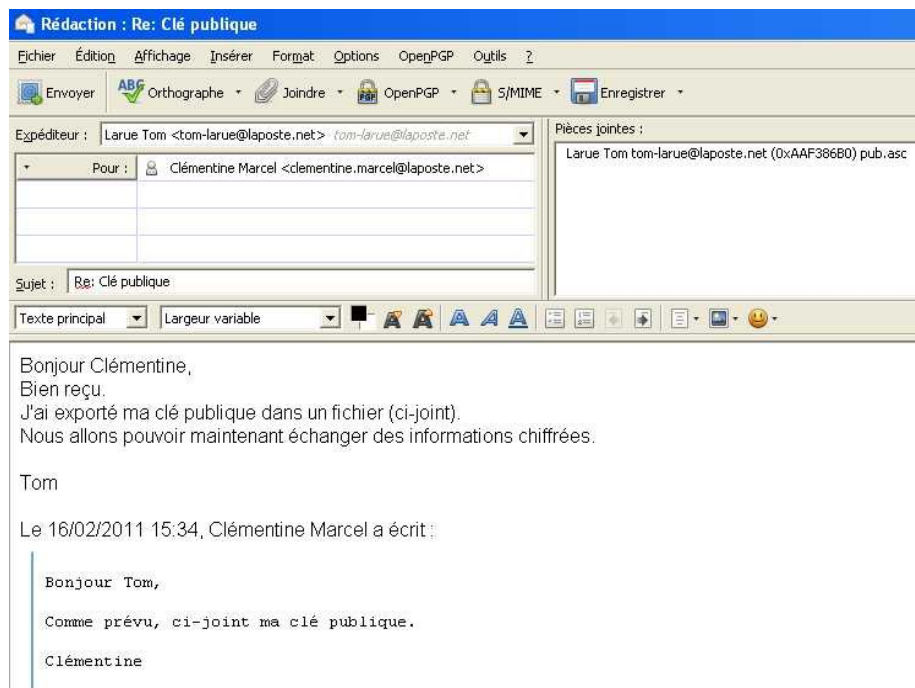 Rédaction : Re: Clé publique
Fichier Édition Affichage Insérer Format Options OpenPGP Outils ?
Envoyer ABC Orthographe Joindre PGP OpenPGP S/MIME Enregistrer
Expéditeur : Larue Tom <tom-larue@laposte.net> tom-larue@laposte.net
Pour : Clémentine Marcel <clementine.marcel@laposte.net>
Sujet : Re: Clé publique
Pièces jointes :
Larue Tom tom-larue@laposte.net (0xAAF386B0) pub.asc
Texte principal Largeur variable
Bonjour Clémentine,
Bien reçu.
J'ai exporté ma clé publique dans un fichier (ci-joint).
Nous allons pouvoir maintenant échanger des informations chiffrées.
Tom
Le 16/02/2011 15:34, Clémentine Marcel a écrit :
Bonjour Tom,
Comme prévu, ci-joint ma clé publique.
Clémentine